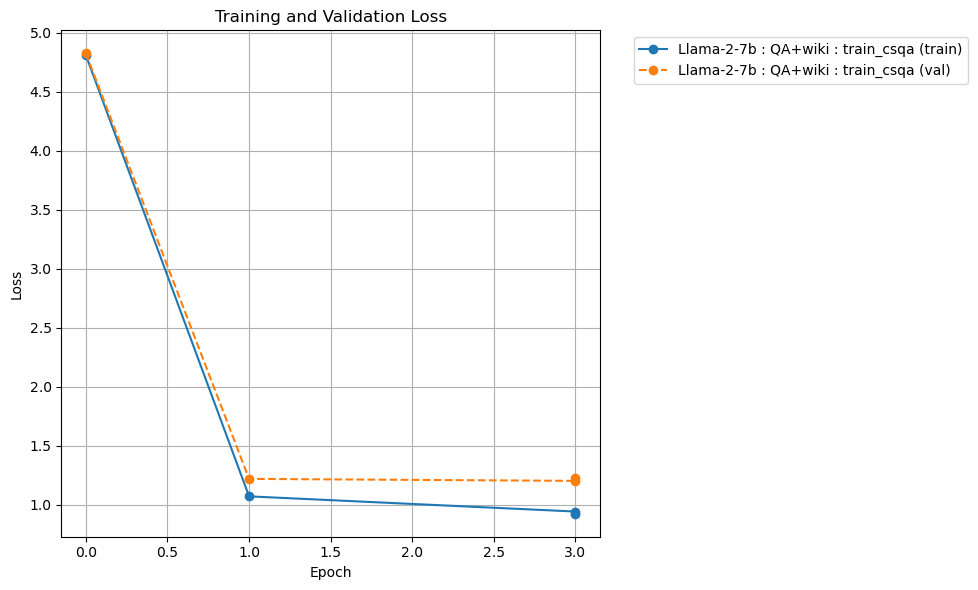 Training and Validation Loss
Llama-2-7b : QA+wiki : train_csqa (train)
Llama-2-7b : QA+wiki : train_csqa (val)
Loss
5.0
4.5
4.0
3.5
3.0
2.5
2.0
1.5
1.0
0.0 0.5 1.0 1.5 2.0 2.5 3.0
Epoch